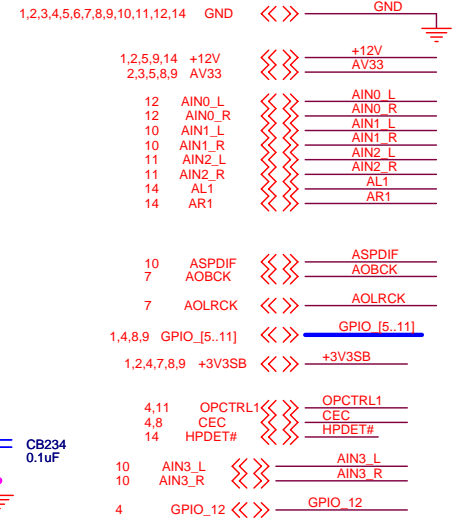 1,2,3,4,5,6,7,8,9,10,11,12,14 GND GND
1,2,5,9,14 +12V +12V
2,3,5,8,9 AV33 AV33
12 AIN0_L AIN0_L
12 AIN0_R AIN0_R
10 AIN1_L AIN1_L
10 AIN1_R AIN1_R
11 AIN2_L AIN2_L
11 AIN2_R AIN2_R
14 AL1 AL1
14 AR1 AR1
10 ASPDIF ASPDIF
7 AOBCK AOBCK
7 AOLRCK AOLRCK
1,4,8,9 GPIO_[5..11] GPIO_[5..11]
1,2,4,7,8,9 +3V3SB +3V3SB
4,11 OPCTRL1 OPCTRL1
4,8 CEC CEC
14 HPDET# HPDET#
CB234
0.1uF
10 AIN3_L AIN3_L
10 AIN3_R AIN3_R
4 GPIO_12 GPIO_12